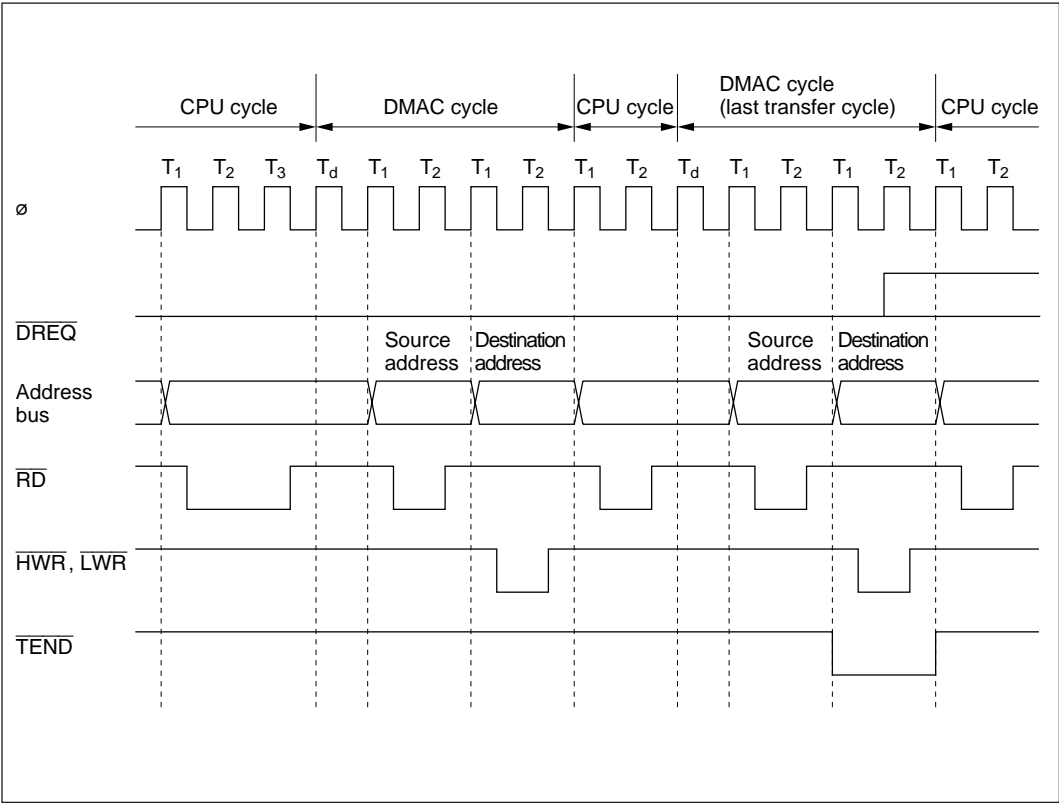 CPU cycle DMAC cycle CPU cycle DMAC cycle (last transfer cycle) CPU cycle
T1 T2 T3 Td T1 T2 T1 T2 T1 T2 Td T1 T2 T1 T2 T1 T2
ø
DREQ
Source address Destination address Source address Destination address
Address
bus
RD
HWR, LWR
TEND